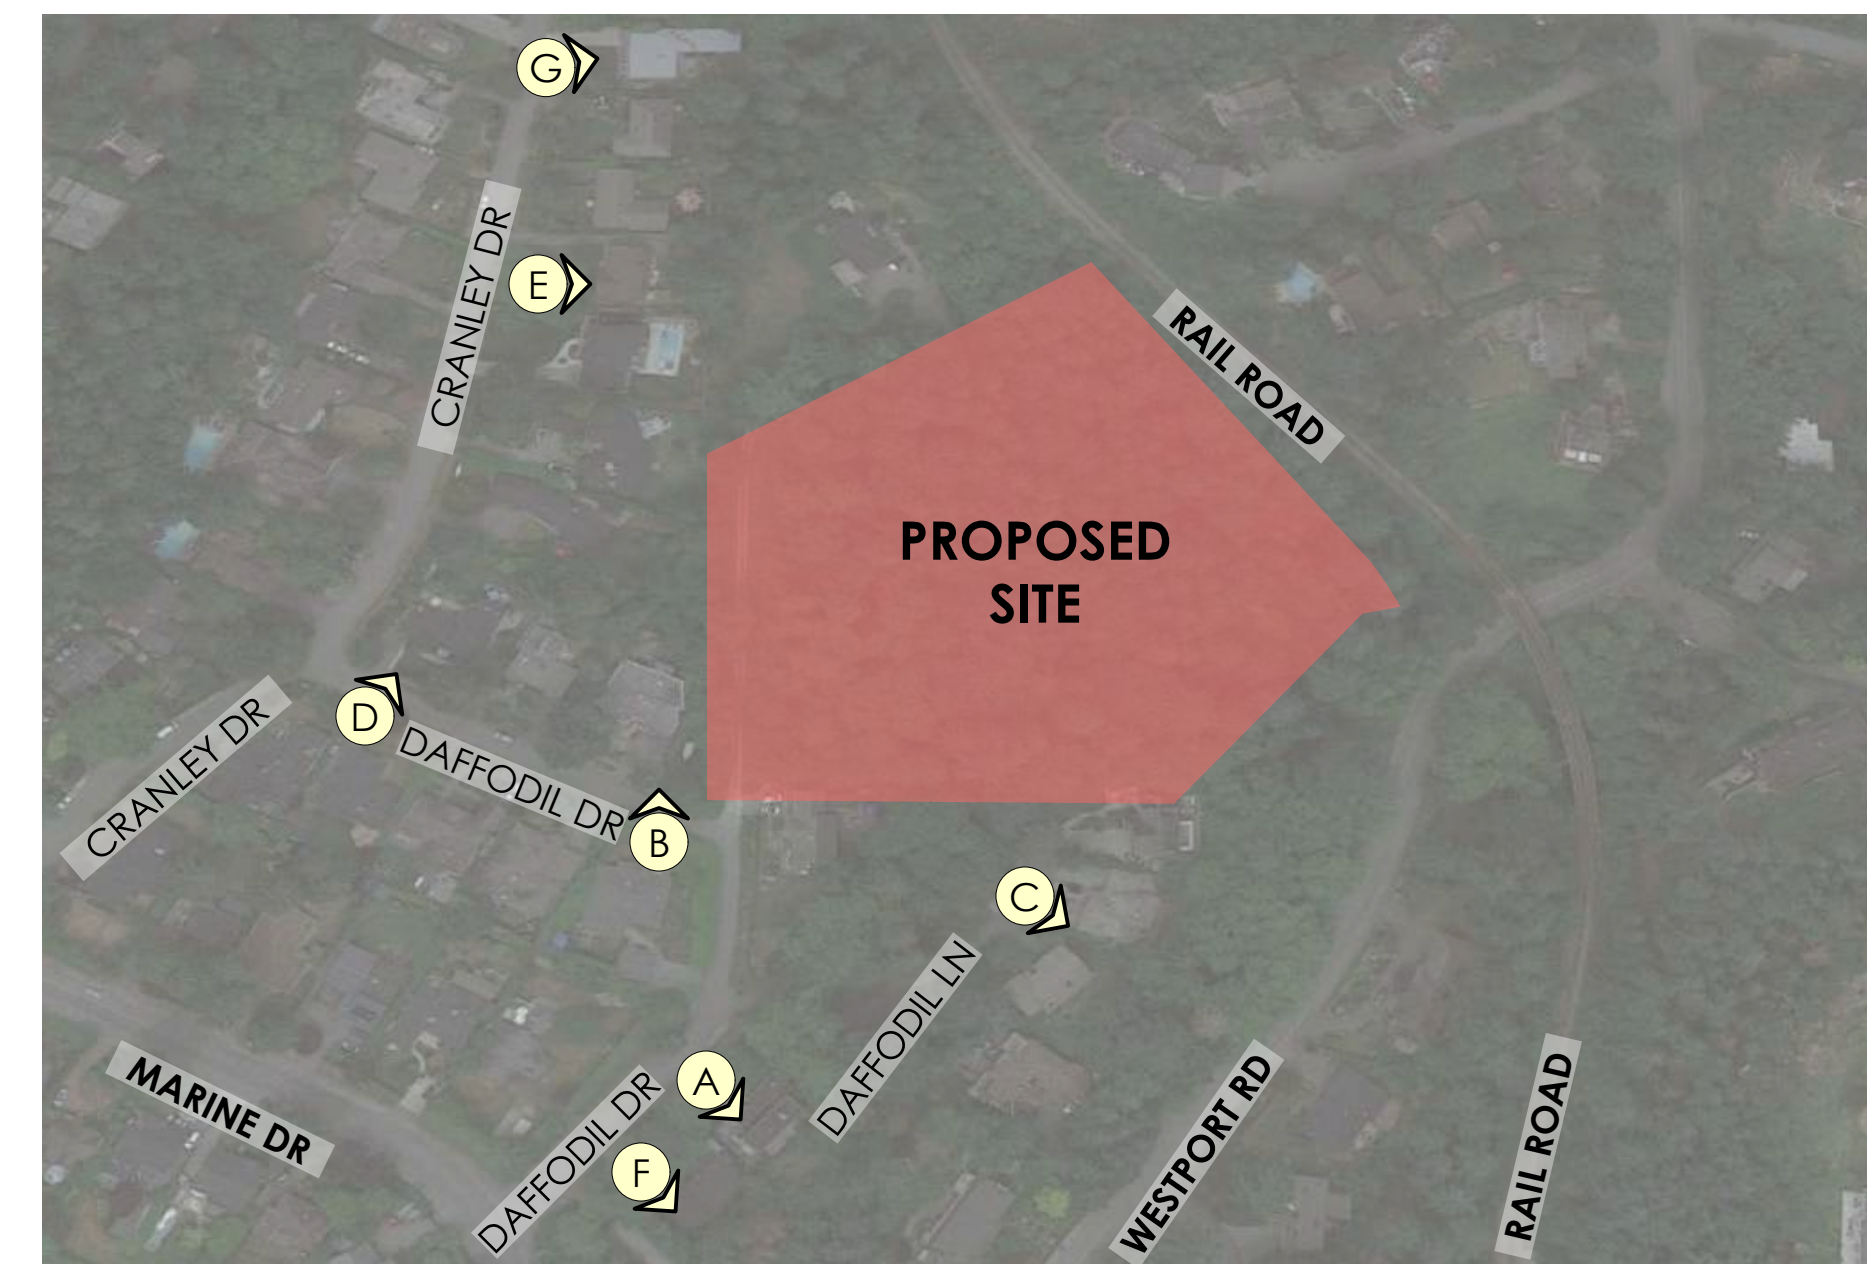 G
CRANLEY DR
E
RAIL ROAD
PROPOSED
SITE
D
DAFFODIL DR
CRANLEY DR
B
C
DAFFODIL LN
A
MARINE DR
DAFFODIL DR
F
WESTPORT RD
RAIL ROAD